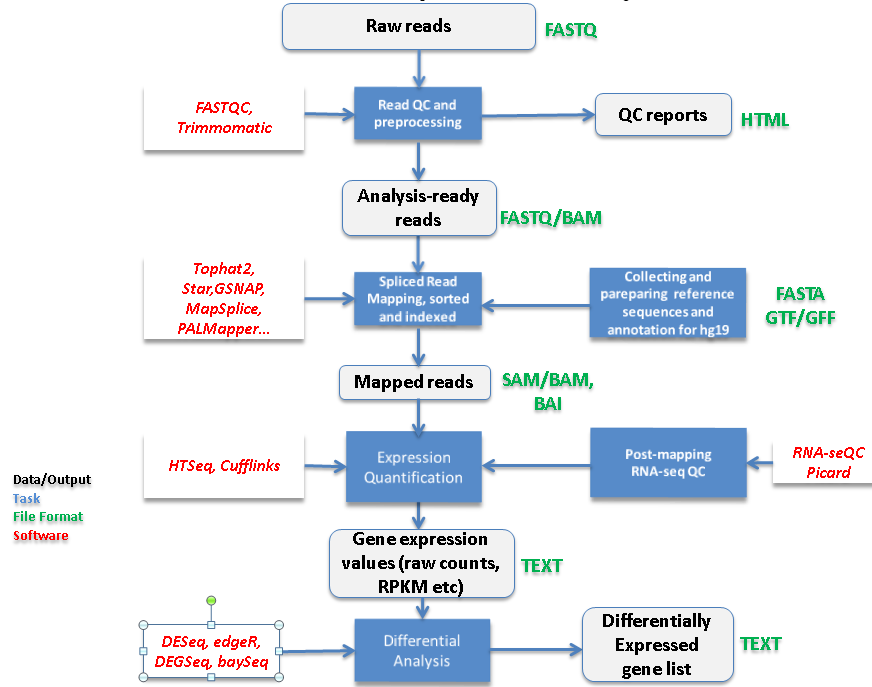 Raw reads
FASTQ
FASTQC,
Trimmomatic
Read QC and
preprocessing
QC reports
HTML
Analysis-ready
reads
FASTQ/BAM
Tophat2,
Star,GSNAP,
MapSplice,
PALMapper...
Spliced Read
Mapping, sorted
and indexed
Collecting and
pareparing reference
sequences and
annotation for hg19
FASTA
GTF/GFF
Mapped reads
SAM/BAM,
BAI
HTSeq, Cufflinks
Expression
Quantification
Post-mapping
RNA-seq QC
RNA-seQC
Picard
Data/Output
Task
File Format
Software
Gene expression
values (raw counts,
RPKM etc)
TEXT
DESeq, edgeR,
DEGSeq, baySeq
Differential
Analysis
Differentially
Expressed
gene list
TEXT